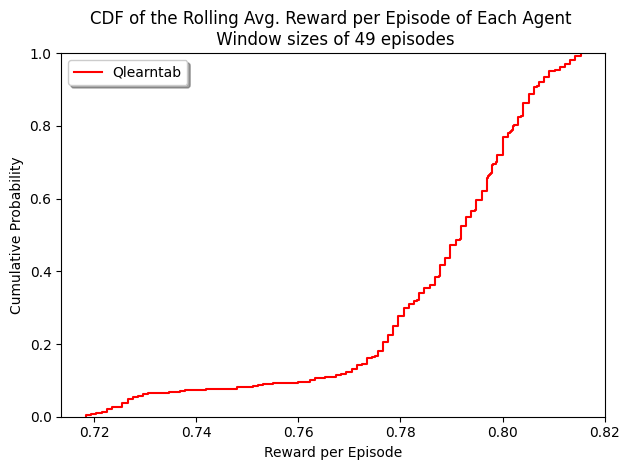 CDF of the Rolling Avg. Reward per Episode of Each Agent
Window sizes of 49 episodes
Qlearntab
1.0
0.8
0.6
0.4
0.2
0.0
Cumulative Probability
0.72 0.74 0.76 0.78 0.80 0.82
Reward per Episode